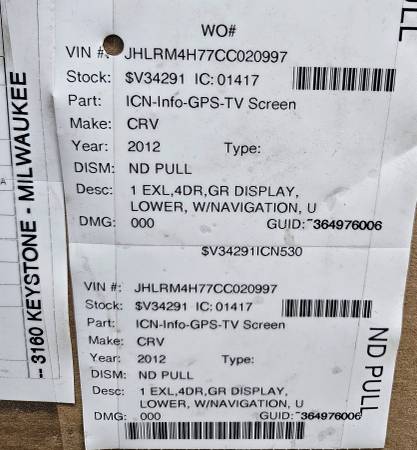 WO#
VIN #: JHLRM4H77CC020997
Stock: $V34291 IC: 01417
Part: ICN-Info-GPS-TV Screen
Make: CRV
Year: 2012 Type:
DISM: ND PULL
Desc: 1 EXL,4DR,GR DISPLAY,
LOWER, W/NAVIGATION, U
DMG: 000 GUID: 364976006
$V34291ICN530
VIN #: JHLRM4H77CC020997
Stock: $V34291 IC: 01417
Part: ICN-Info-GPS-TV Screen
Make: CRV
Year: 2012 Type:
DISM: ND PULL
Desc: 1 EXL,4DR,GR DISPLAY,
LOWER, W/NAVIGATION, U
DMG: 000 GUID: 364976006
ND PULL
PULL
-- 3160 KEYSTONE - MILWAUKEE